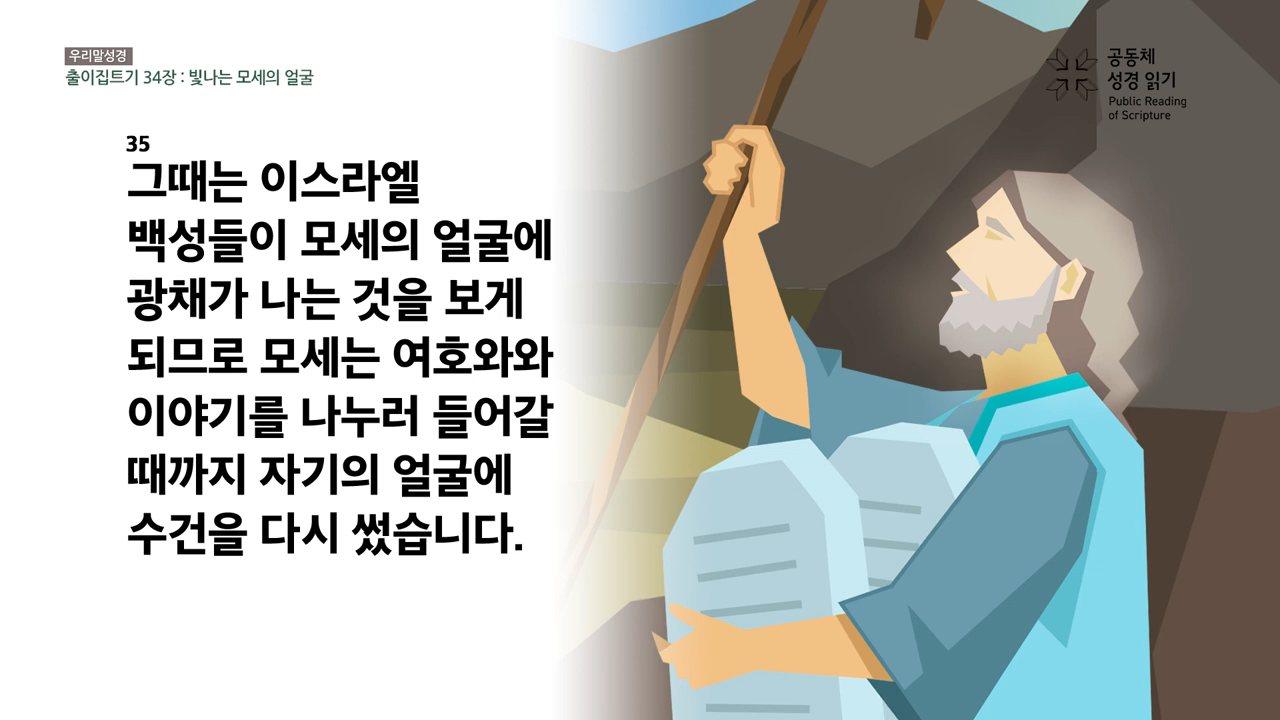 우리말성경
출이집트기 34장 : 빛나는 모세의 얼굴
35
그때는 이스라엘
백성들이 모세의 얼굴에
광채가 나는 것을 보게
되므로 모세는 여호와와
이야기를 나누러 들어갈
때까지 자기의 얼굴에
수건을 다시 썼습니다.
공동체
성경 읽기
Public Reading
of Scripture